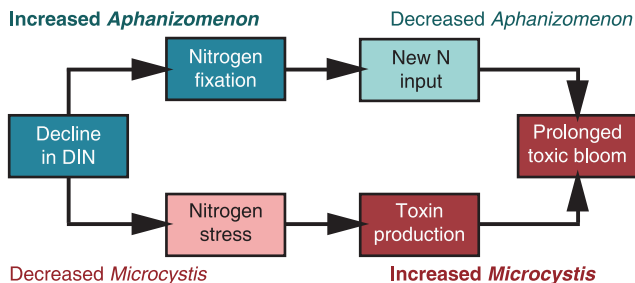 Increased Aphanizomenon
Decreased Aphanizomenon
Nitrogen
fixation
New N
input
Decline
in DIN
Prolonged
toxic bloom
Nitrogen
stress
Toxin
production
Decreased Microcystis
Increased Microcystis